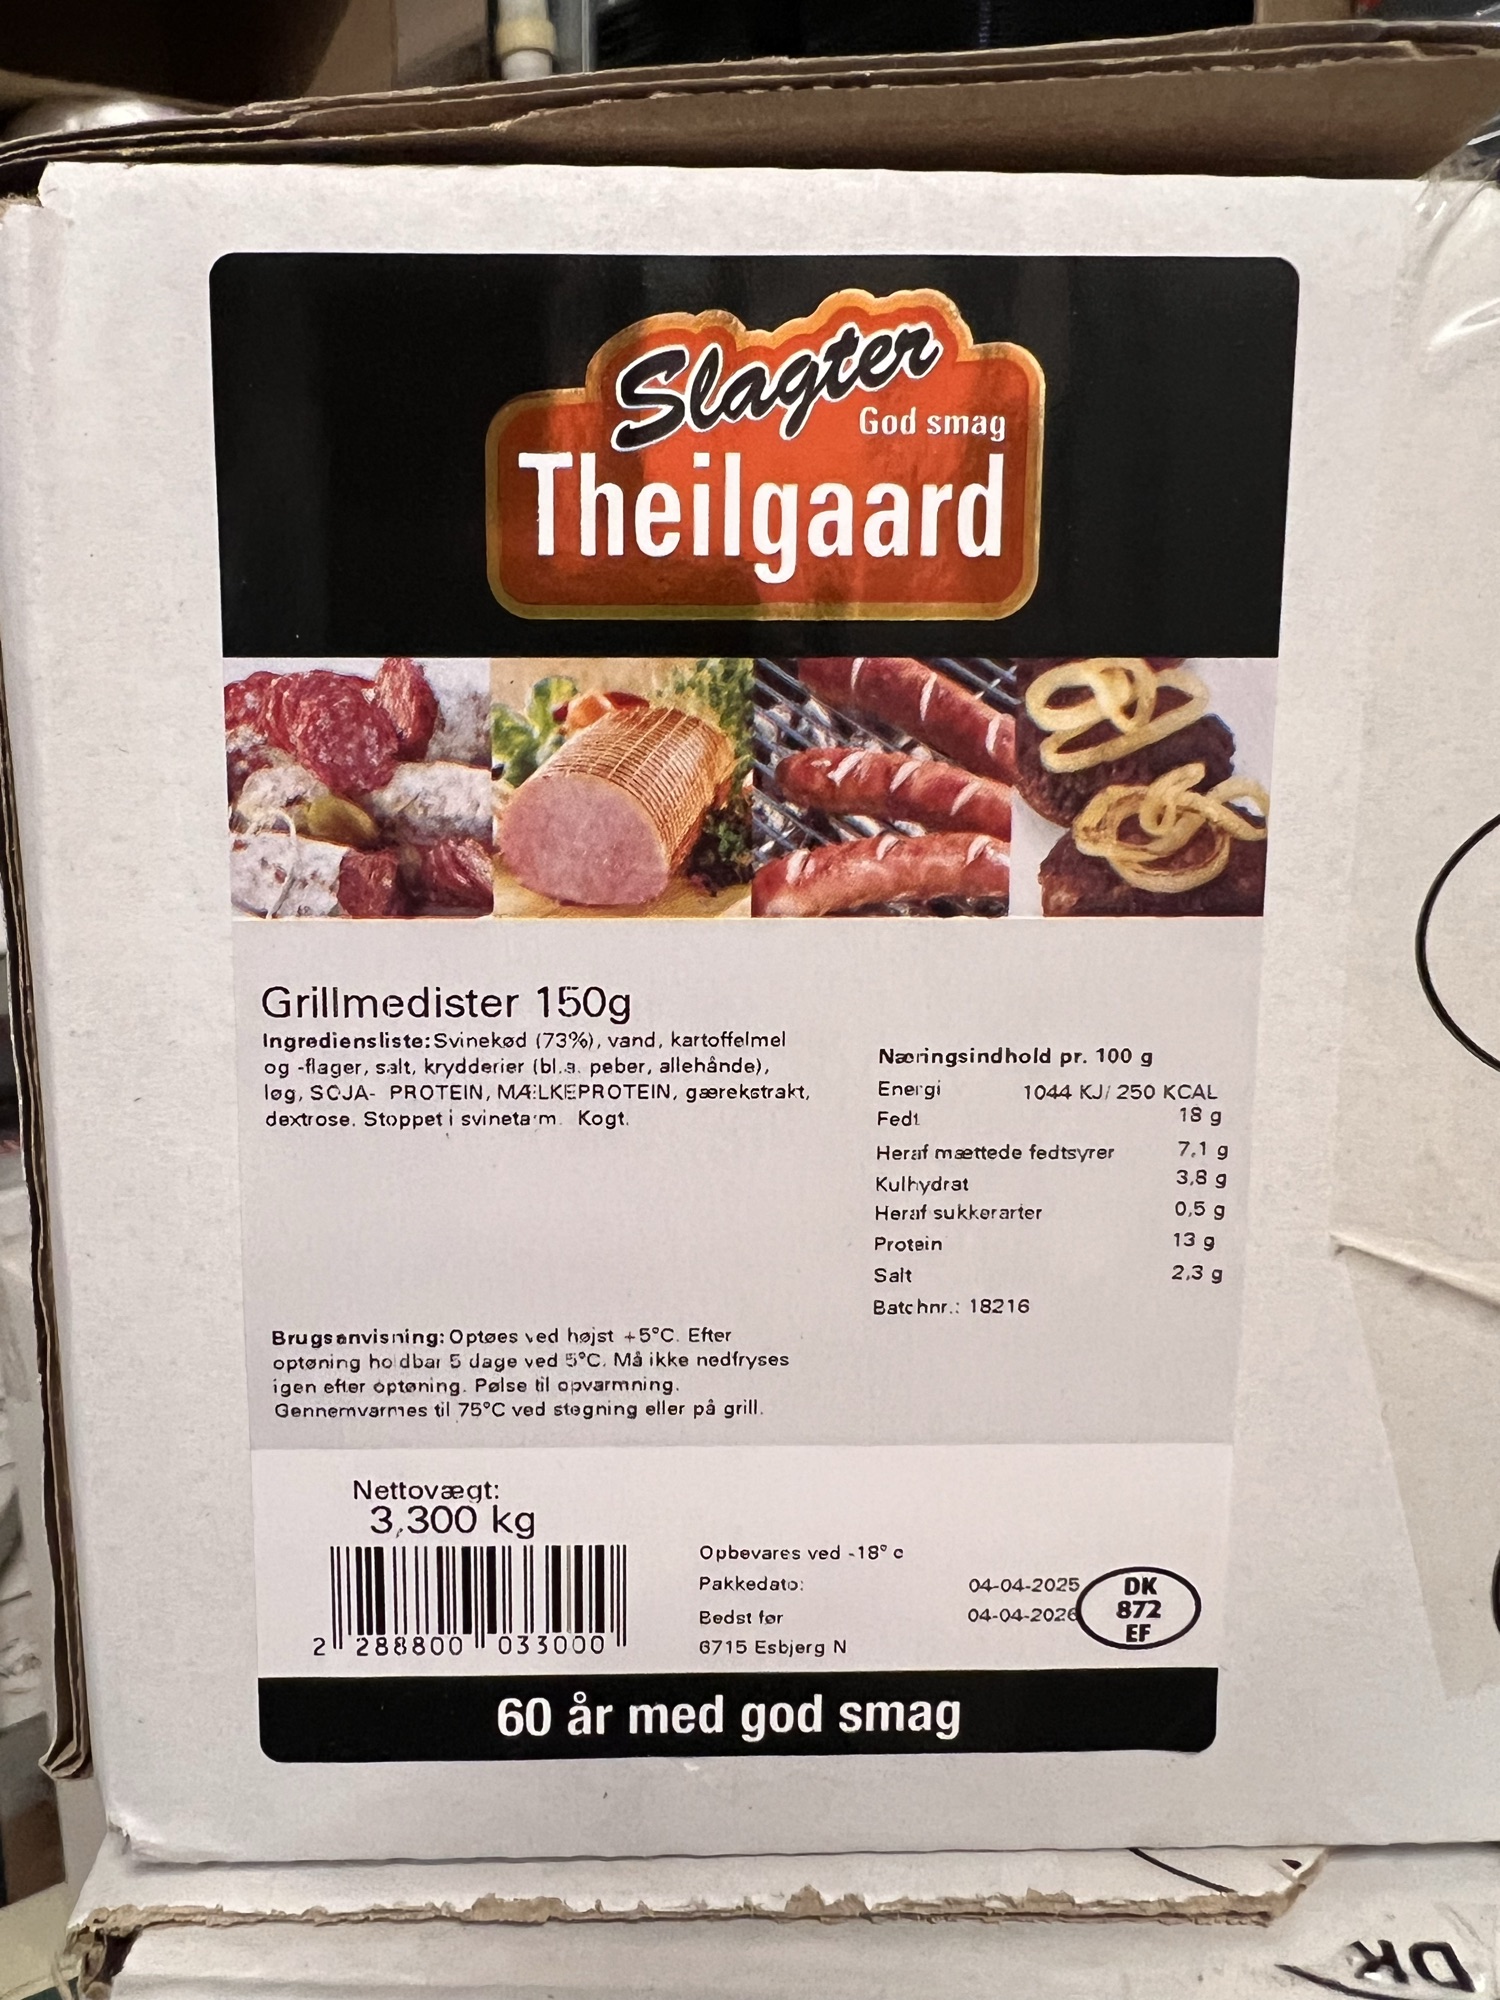 Slagter
God smag
Theilgaard
Grillmedister 150g
Ingrediensliste: Svinekød (73%), vand, kartoffelmel
og -flager, salt, krydderier (bl.a. peber, allehånde),
løg, SOJA- PROTEIN, MÆLKEPROTEIN, gærekstrakt,
dextrose. Stoppet i svinetarm. Kogt.
Næringsindhold pr. 100 g
Energi 1044 KJ/ 250 KCAL
Fedt 18 g
Heraf mættede fedtsyrer 7,1 g
Kulhydrat 3,8 g
Heraf sukkerarter 0,5 g
Protein 13 g
Salt 2,3 g
Batchnr.: 18216
Brugsanvisning: Optøes ved højst +5°C. Efter
optøning holdbar 5 dage ved 5°C. Må ikke nedfryses
igen efter optøning. Pølse til opvarmning.
Gennemvarmes til 75°C ved stegning eller på grill.
Nettovægt:
3,300 kg
2 288800 033000
Opbevares ved -18° c
Pakkedato: 04-04-2025
Bedst før 04-04-2026
6715 Esbjerg N
DK
872
EF
60 år med god smag
DK